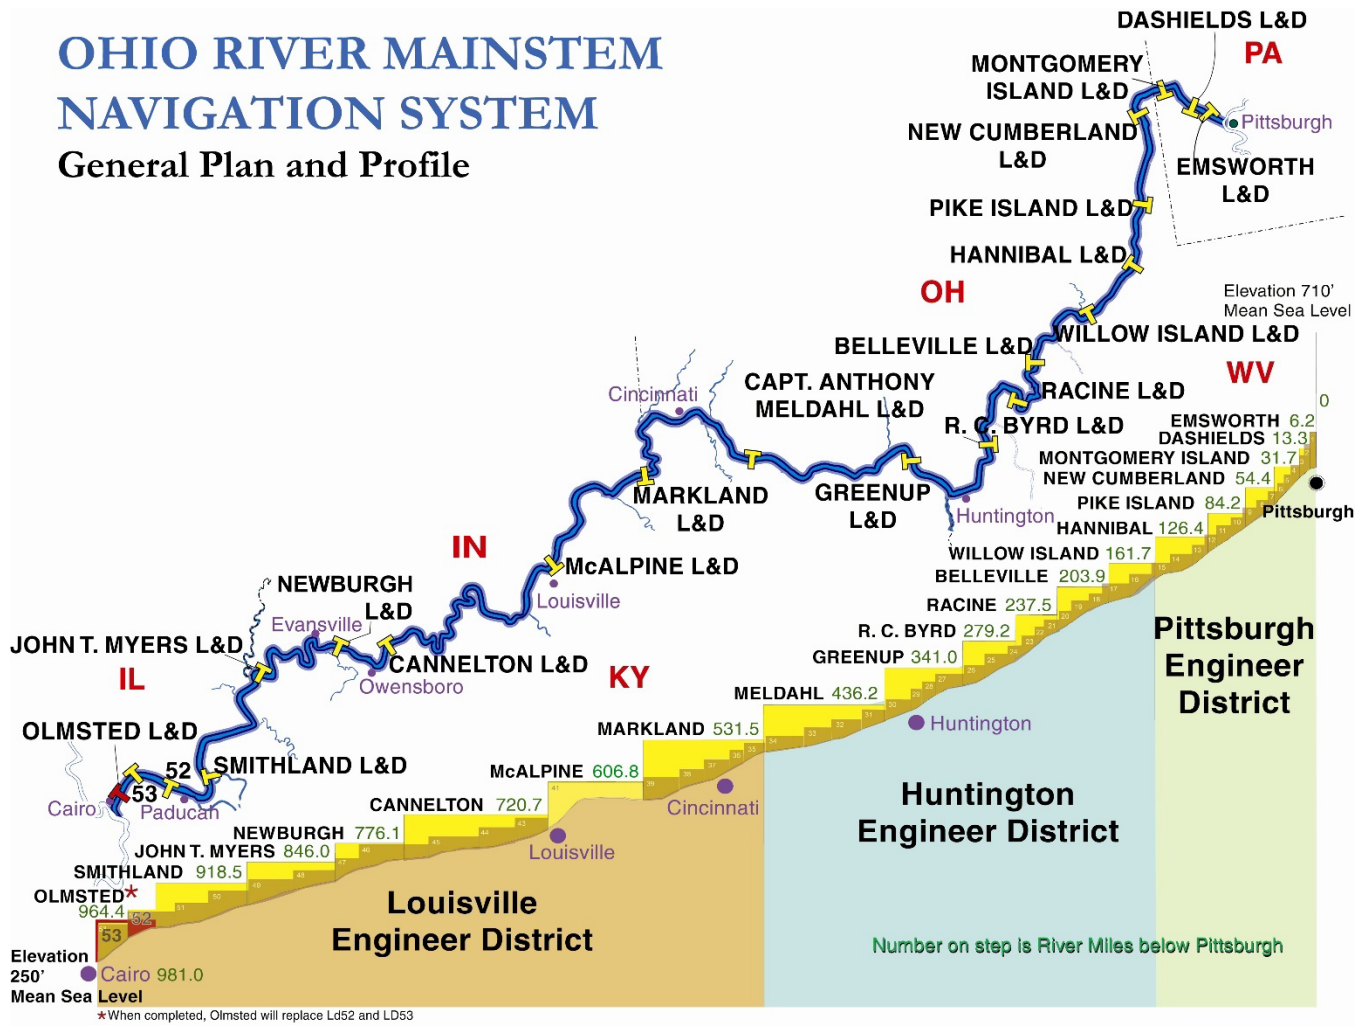 OHIO RIVER MAINSTEM
NAVIGATION SYSTEM
General Plan and Profile
DASHIELDS L&D
PA
MONTGOMERY
ISLAND L&D
NEW CUMBERLAND
L&D
Pittsburgh
EMSWORTH
L&D
PIKE ISLAND L&D
HANNIBAL L&D
OH
Elevation 710'
Mean Sea Level
WILLOW ISLAND L&D
BELLEVILLE L&D
WV
CAPT. ANTHONY
MELDAHL L&D
RACINE L&D
Cincinnati
R. C. BYRD L&D
MARKLAND
L&D
GREENUP
L&D
Huntington
IN
McALPINE L&D
Louisville
NEWBURGH
L&D
Evansville
JOHN T. MYERS L&D
CANNELTON L&D
Owensboro
IL
KY
OLMSTED L&D
52
SMITHLAND L&D
53
Cairo
Paducah
0
EMSWORTH 6.2
DASHIELDS 13.3
MONTGOMERY ISLAND 31.7
NEW CUMBERLAND 54.4
PIKE ISLAND 84.2
Pittsburgh
HANNIBAL 126.4
WILLOW ISLAND 161.7
BELLEVILLE 203.9
RACINE 237.5
R. C. BYRD 279.2
GREENUP 341.0
MELDAHL 436.2
MARKLAND 531.5
McALPINE 606.8
CANNELTON 720.7
NEWBURGH 776.1
JOHN T. MYERS 846.0
SMITHLAND 918.5
OLMSTED*
964.4
52
53
Pittsburgh
Engineer
District
Huntington
Cincinnati
Louisville
Huntington
Engineer District
Louisville
Engineer District
Number on step is River Miles below Pittsburgh
Elevation
250'
Mean Sea Level
Cairo 981.0
*When completed, Olmsted will replace Ld52 and LD53